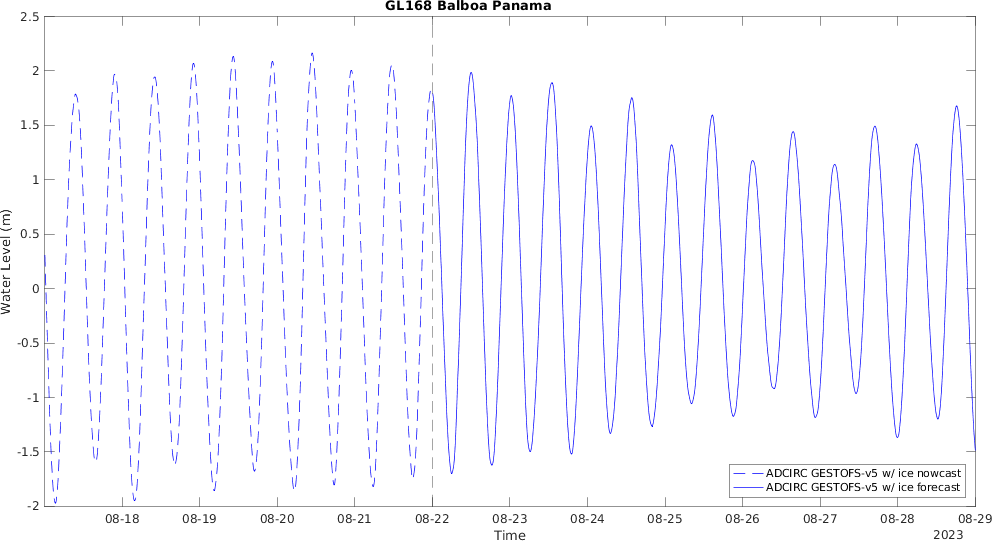 GL168 Balboa Panama
2.5
2
1.5
1
0.5
0
-0.5
-1
-1.5
-2
Water Level (m)
ADCIRC GESTOFS-v5 w/ ice nowcast
ADCIRC GESTOFS-v5 w/ ice forecast
08-18 08-19 08-20 08-21 08-22 08-23 08-24 08-25 08-26 08-27 08-28 08-29
Time
2023